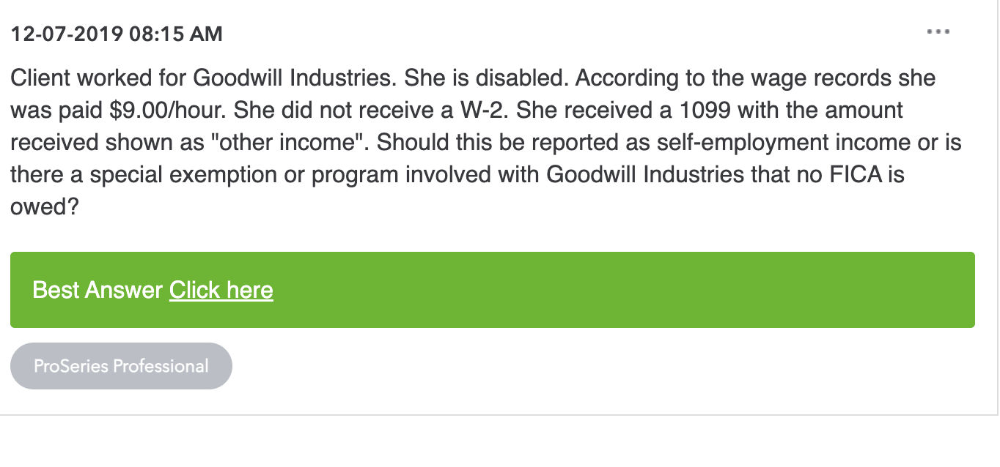 12-07-2019 08:15 AM
Client worked for Goodwill Industries. She is disabled. According to the wage records she
was paid $9.00/hour. She did not receive a W-2. She received a 1099 with the amount
received shown as "other income". Should this be reported as self-employment income or is
there a special exemption or program involved with Goodwill Industries that no FICA is
owed?
Best Answer Click here
ProSeries Professional